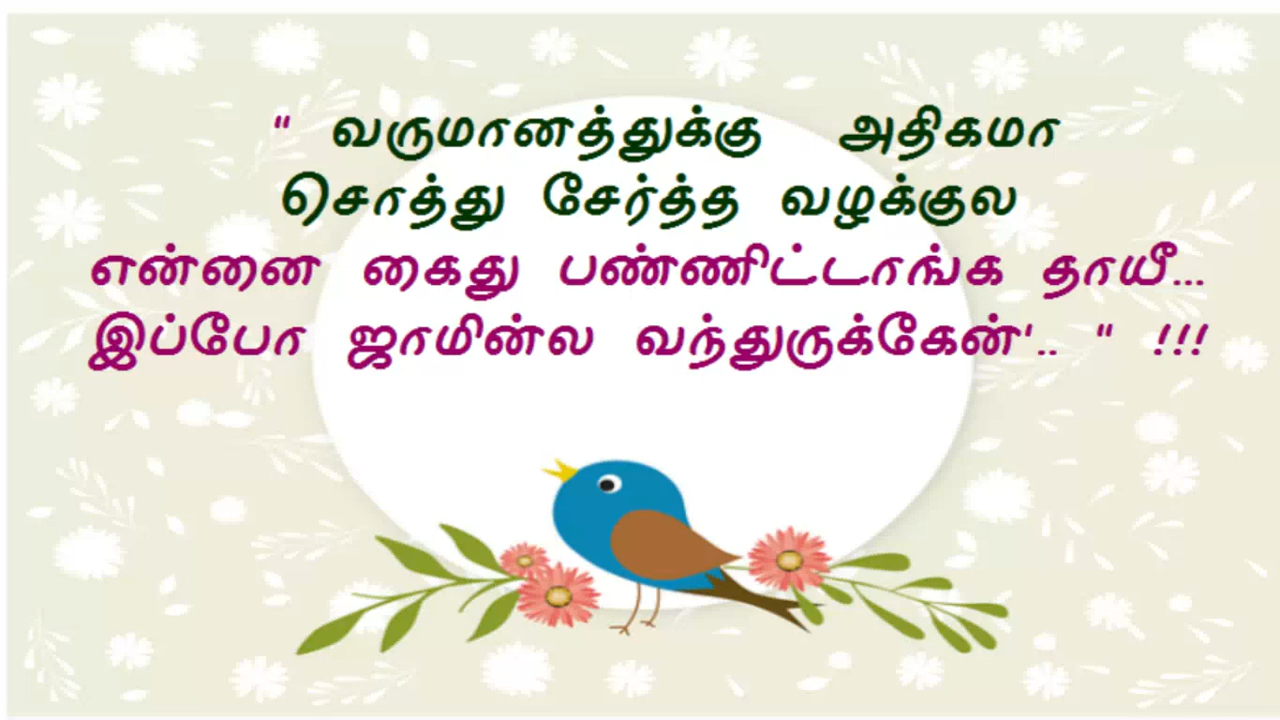 " வருமானத்துக்கு அதிகமா
சொத்து சேர்த்த வழக்குல
என்னை கைது பண்ணிட்டாங்க தாயீ...
இப்போ ஜாமின்ல வந்துருக்கேன்'.. " !!!